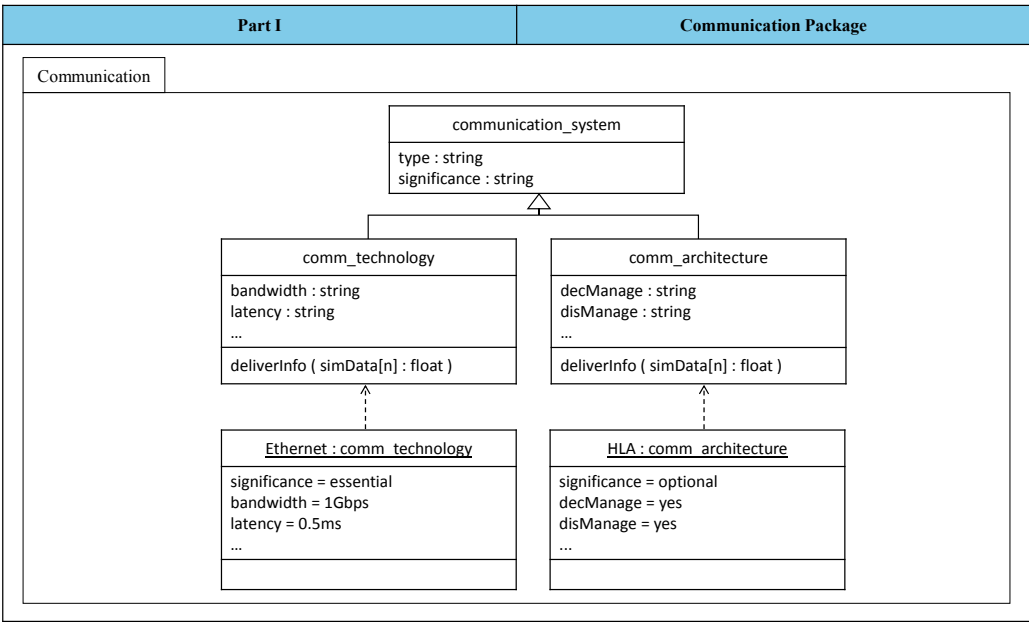 Part I
Communication Package
Communication
communication_system
type : string
significance : string
comm_technology
bandwidth : string
latency : string
...
deliverInfo ( simData[n] : float )
comm_architecture
decManage : string
disManage : string
...
deliverInfo ( simData[n] : float )
Ethernet : comm_technology
significance = essential
bandwidth = 1Gbps
latency = 0.5ms
...
HLA : comm_architecture
significance = optional
decManage = yes
disManage = yes
...